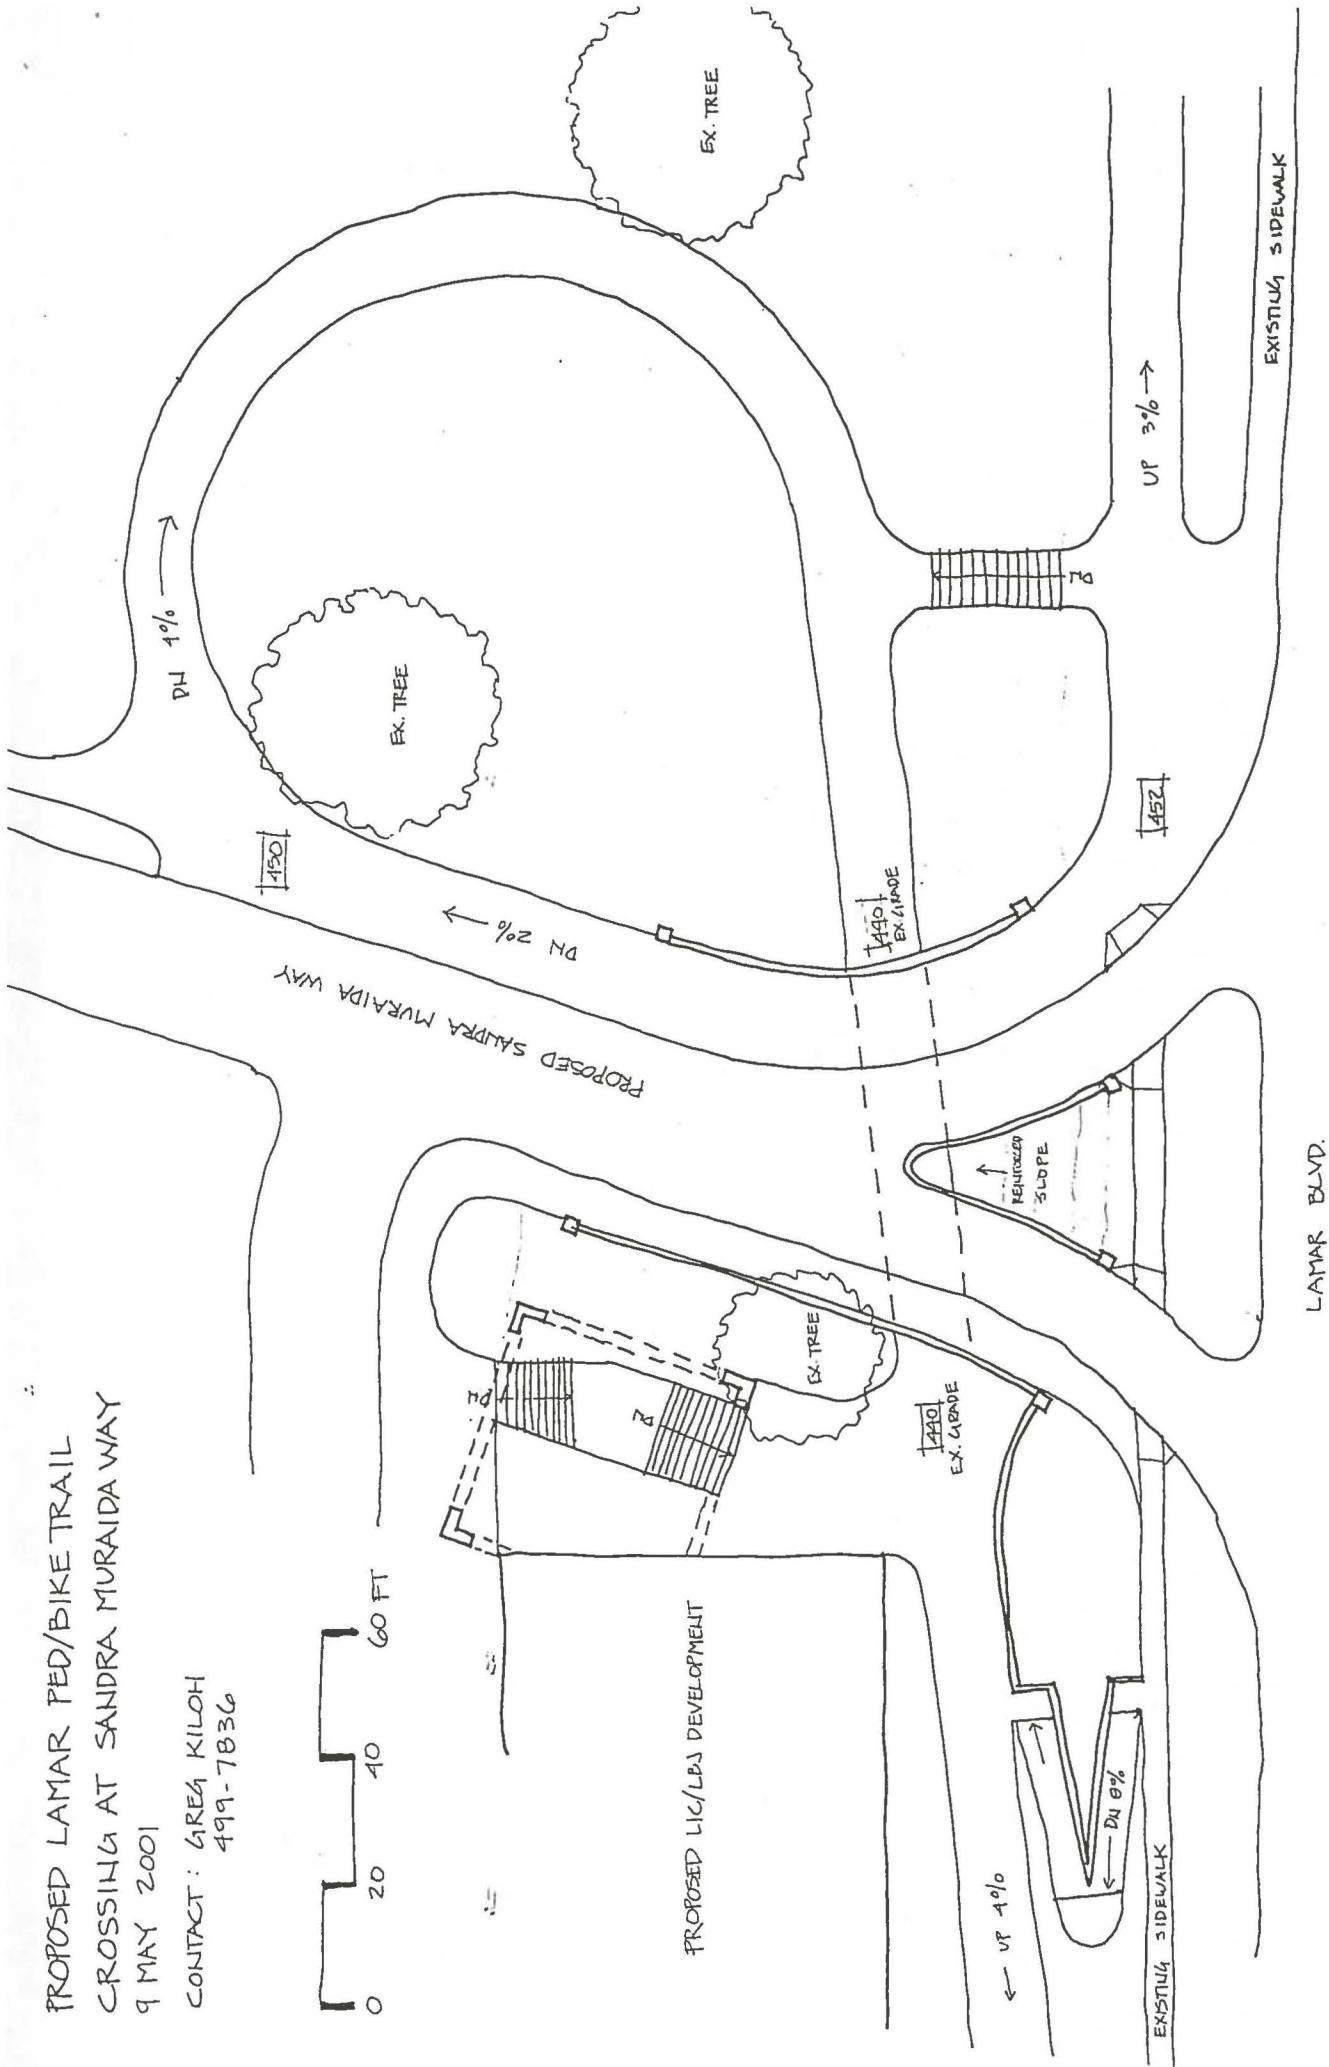 PROPOSED LAMAR PED/BIKE TRAIL
CROSSING AT SANDRA MURAIDA WAY
9 MAY 2001
CONTACT: GREG KILOH
499-7836
0 20 40 60 FT
PROPOSED LIC/LBJ DEVELOPMENT
DN
DN
EX. TREE
440
EX. GRADE
← UP 4%
← DN 8%
EXISTING SIDEWALK
PROPOSED SANDRA MURAIDA WAY
DN 2% →
450
DN 4% →
EX. TREE
EX. TREE
440
EX. GRADE
REINFORCED
SLOPE
452
DN
UP 3% →
EXISTING SIDEWALK
LAMAR BLVD.